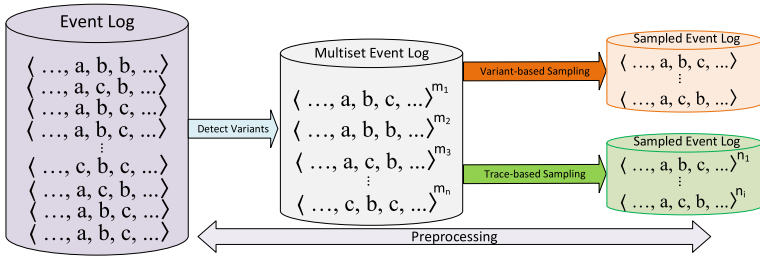 Event Log
⟨ ..., a, b, b, ...⟩
⟨ ..., a, c, b, ...⟩
⟨ ..., a, b, c, ...⟩
⟨ ..., a, b, c, ...⟩
⋮
⟨ ..., c, b, c, ...⟩
⟨ ..., a, c, b, ...⟩
⟨ ..., a, b, c, ...⟩
⟨ ..., a, b, c, ...⟩
Detect Variants
Multiset Event Log
⟨ ..., a, b, c, ...⟩^m₁
⟨ ..., a, b, b, ...⟩^m₂
⟨ ..., a, c, b, ...⟩^m₃
⋮
⟨ ..., c, b, c, ...⟩^mₙ
Variant-based Sampling
Sampled Event Log
⟨ ..., a, b, c, ...⟩
⋮
⟨ ..., a, c, b, ...⟩
Trace-based Sampling
Sampled Event Log
⟨ ..., a, b, c, ...⟩^n₁
⋮
⟨ ..., a, c, b, ...⟩^nᵢ
Preprocessing